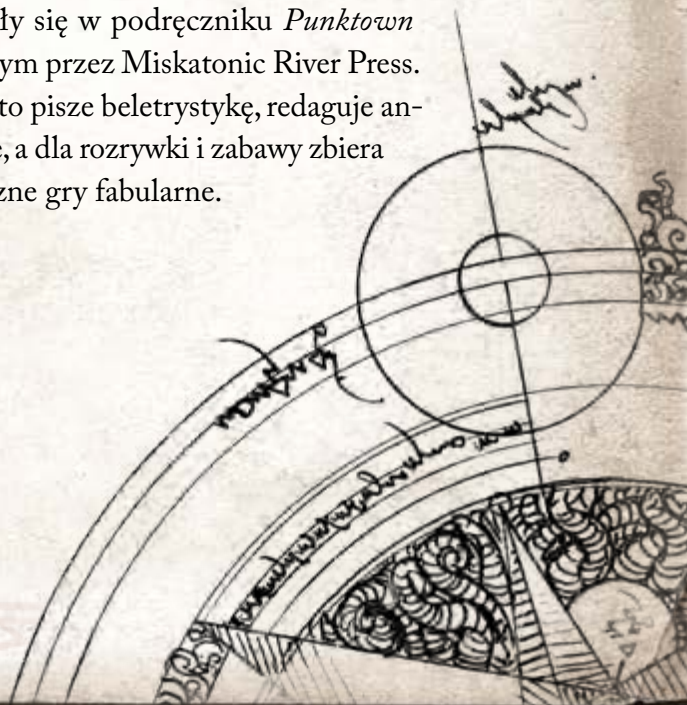 ły się w podręczniku Punktown
ym przez Miskatonic River Press.
to pisze beletrystykę, redaguje an-
, a dla rozrywki i zabawy zbiera
zne gry fabularne.